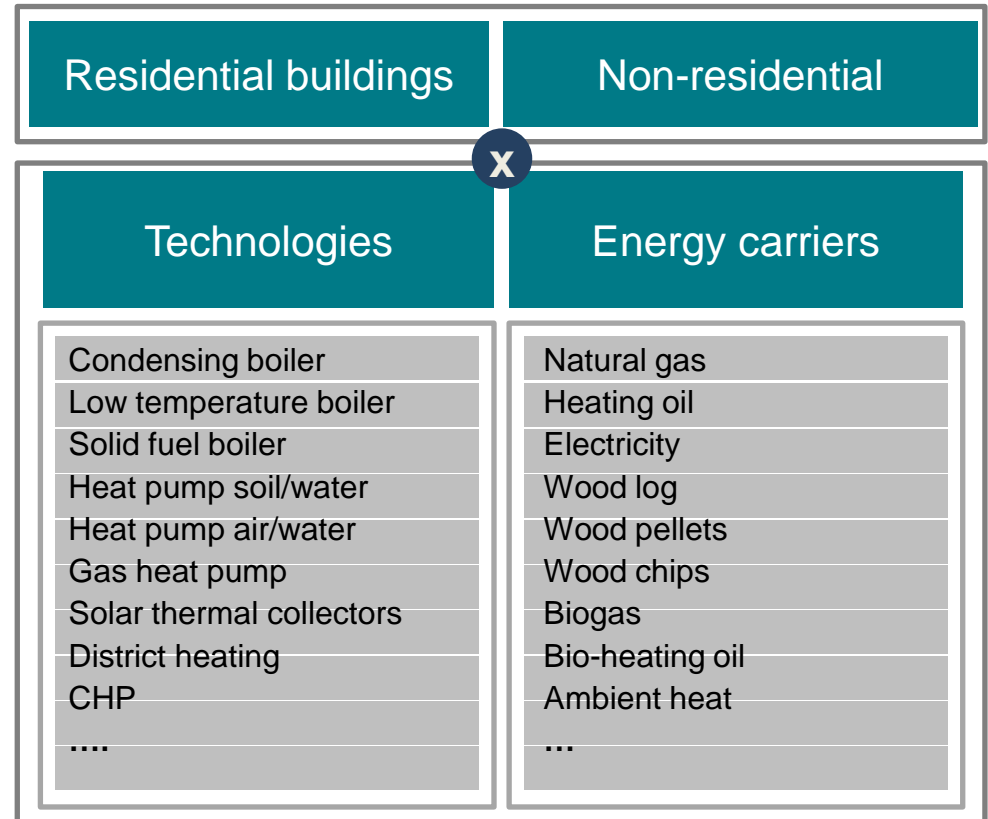 Residential buildings
Non-residential
x
Technologies
Energy carriers
Condensing boiler
Low temperature boiler
Solid fuel boiler
Heat pump soil/water
Heat pump air/water
Gas heat pump
Solar thermal collectors
District heating
CHP
....
Natural gas
Heating oil
Electricity
Wood log
Wood pellets
Wood chips
Biogas
Bio-heating oil
Ambient heat
...